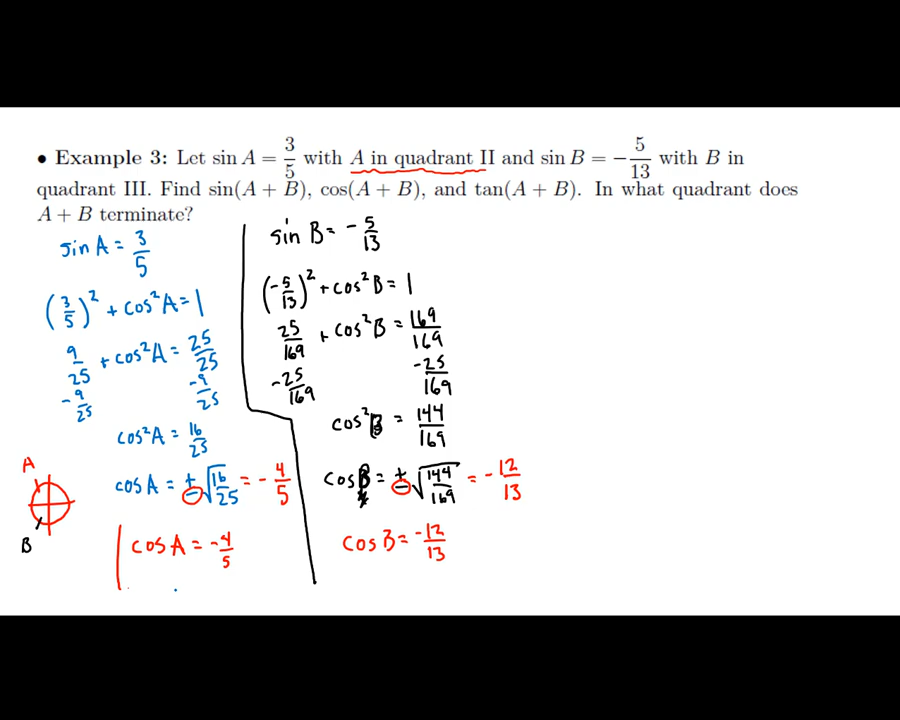 • Example 3: Let sin A = 3/5 with A in quadrant II and sin B = −5/13 with B in
quadrant III. Find sin(A + B), cos(A + B), and tan(A + B). In what quadrant does
A + B terminate?
sin A = 3/5
(3/5)² + cos²A = 1
9/25 + cos²A = 25/25
-9/25 -9/25
cos²A = 16/25
cosA = ±√16/25 = -4/5
cosA = -4/5
A
B
sin B = -5/13
(-5/13)² + cos²B = 1
25/169 + cos²B = 169/169
-25/169 -25/169
cos²B = 144/169
cosB = ±√144/169 = -12/13
cosB = -12/13